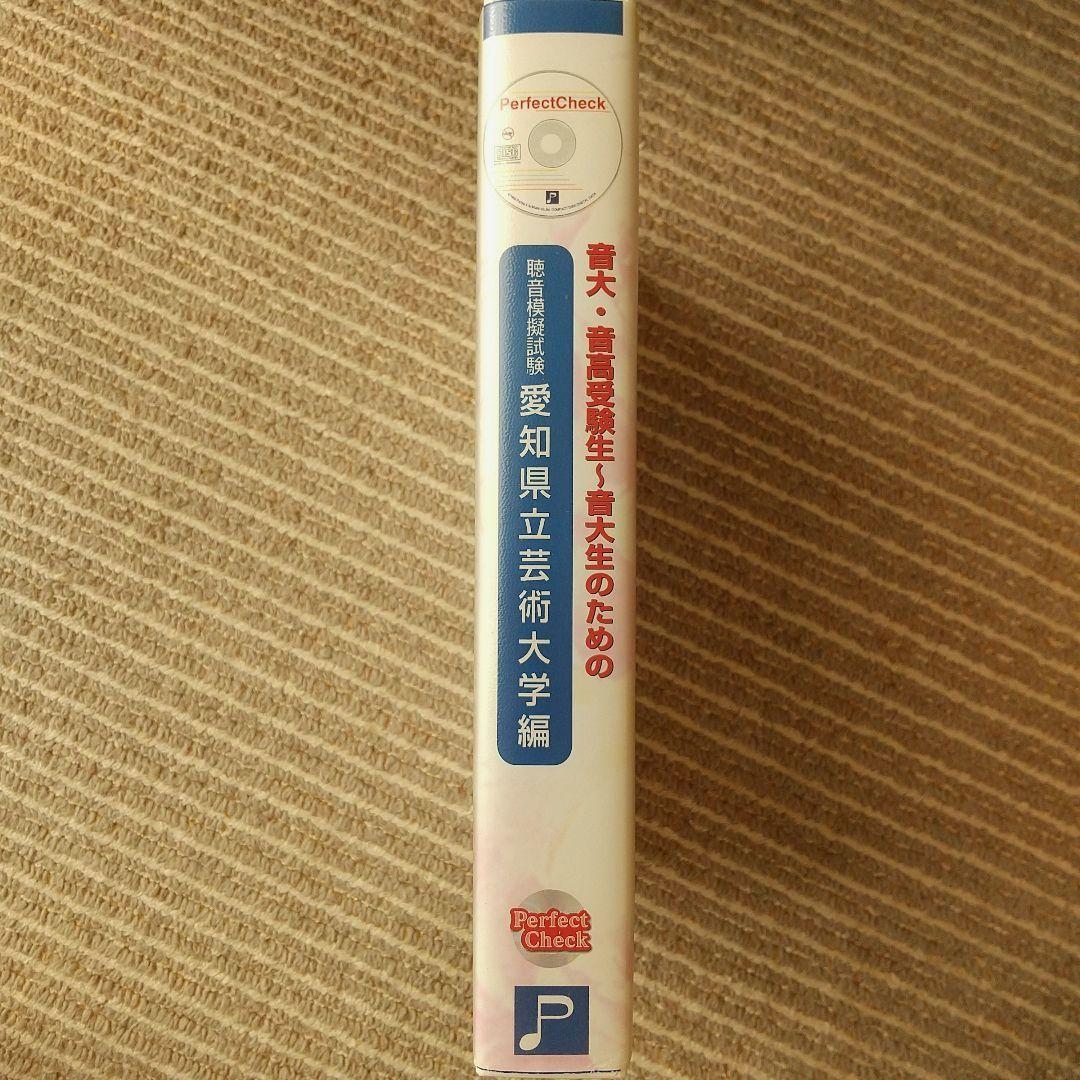 PerfectCheck
音大・音高受験生～音大生のための
聴音模擬試験 愛知県立芸術大学編
Perfect
Check